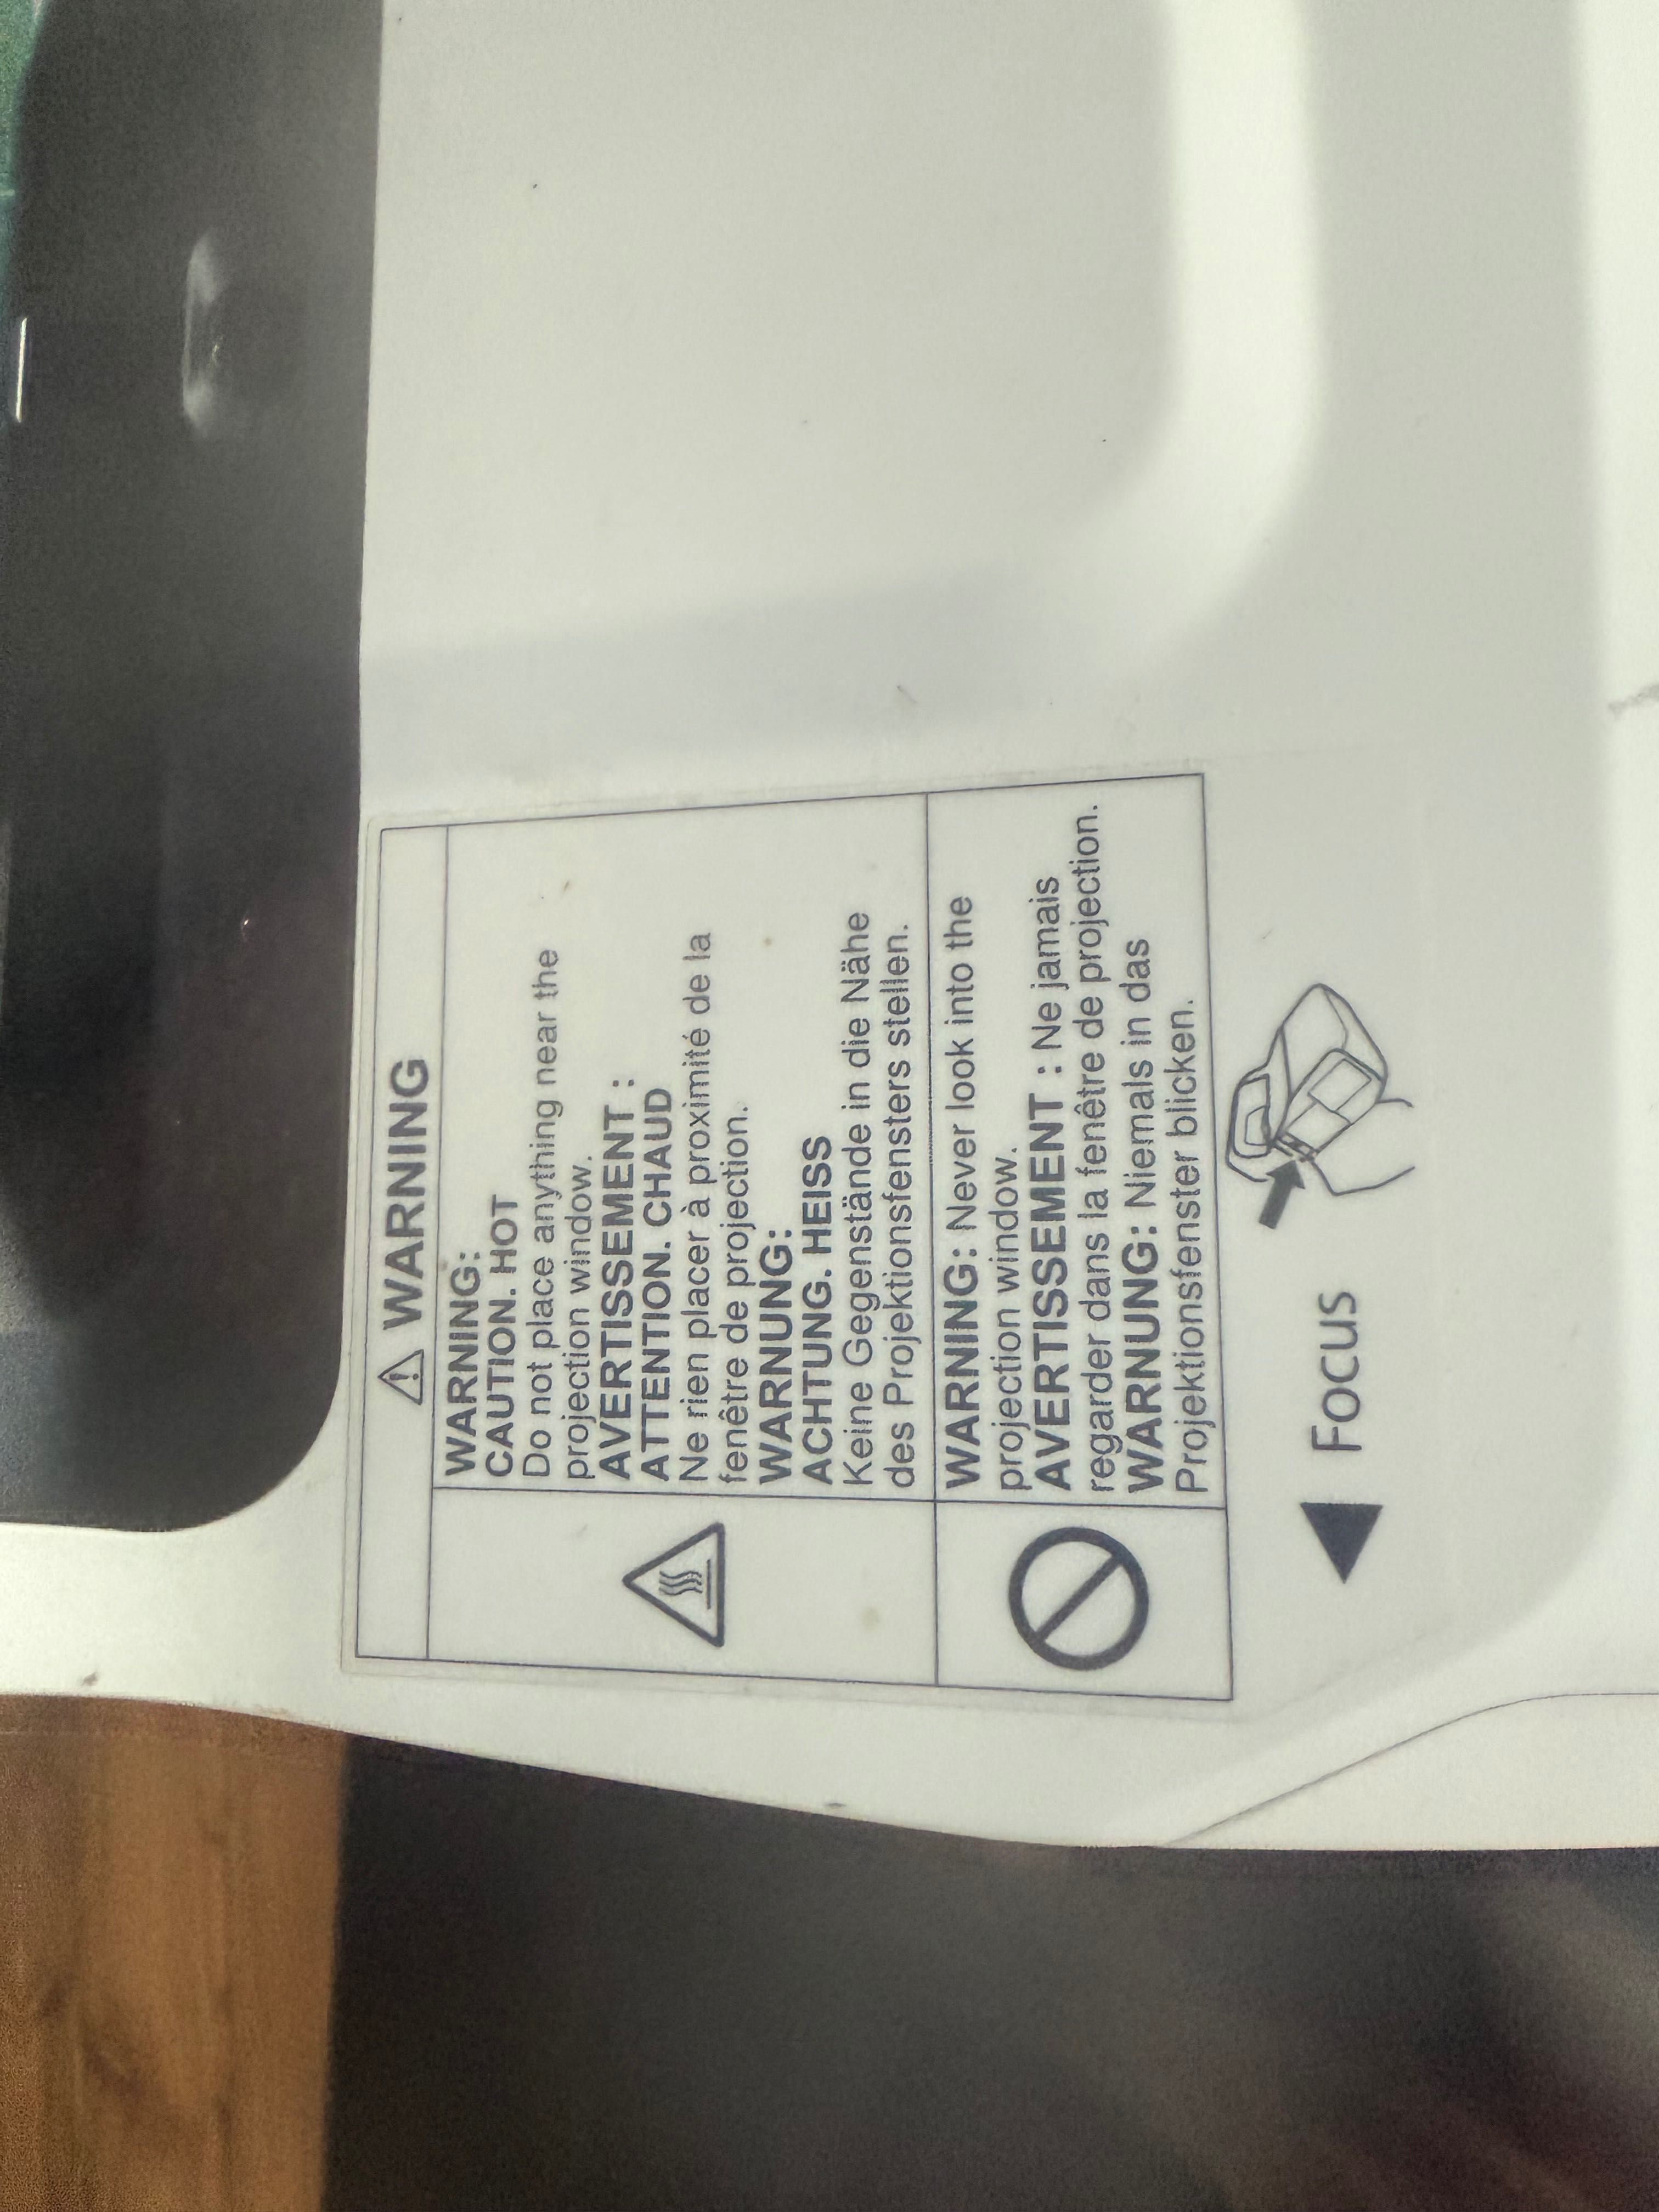 WARNING
WARNING:
CAUTION. HOT
Do not place anything near the
projection window.
AVERTISSEMENT :
ATTENTION. CHAUD
Ne rien placer à proximité de la
fenêtre de projection.
WARNUNG:
ACHTUNG. HEISS
Keine Gegenstände in die Nähe
des Projektionsfensters stellen.
WARNING: Never look into the
projection window.
AVERTISSEMENT : Ne jamais
regarder dans la fenêtre de projection.
WARNUNG: Niemals in das
Projektionsfenster blicken.
Focus